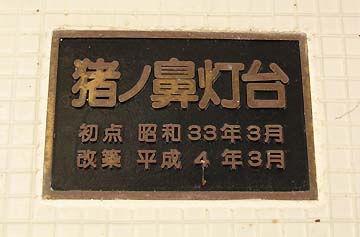 猪ノ鼻灯台
初点 昭和33年3月
改築 平成 4 年3月